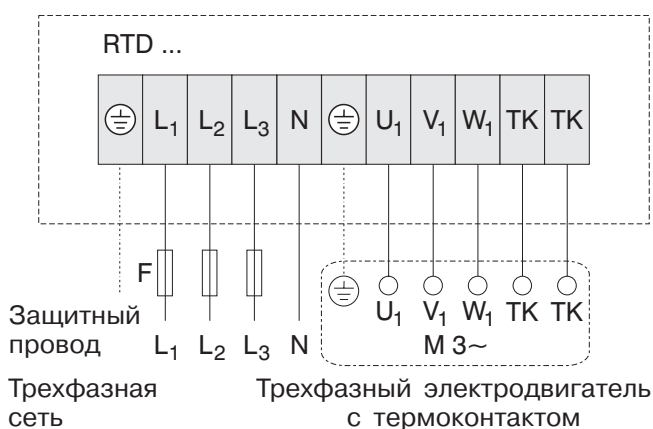 RTD ...
L₁ L₂ L₃ N U₁ V₁ W₁ TK TK
F
U₁ V₁ W₁ TK TK
Защитный
провод L₁ L₂ L₃ N M 3~
Трехфазная Трехфазный электродвигатель
сеть с термоконтактом